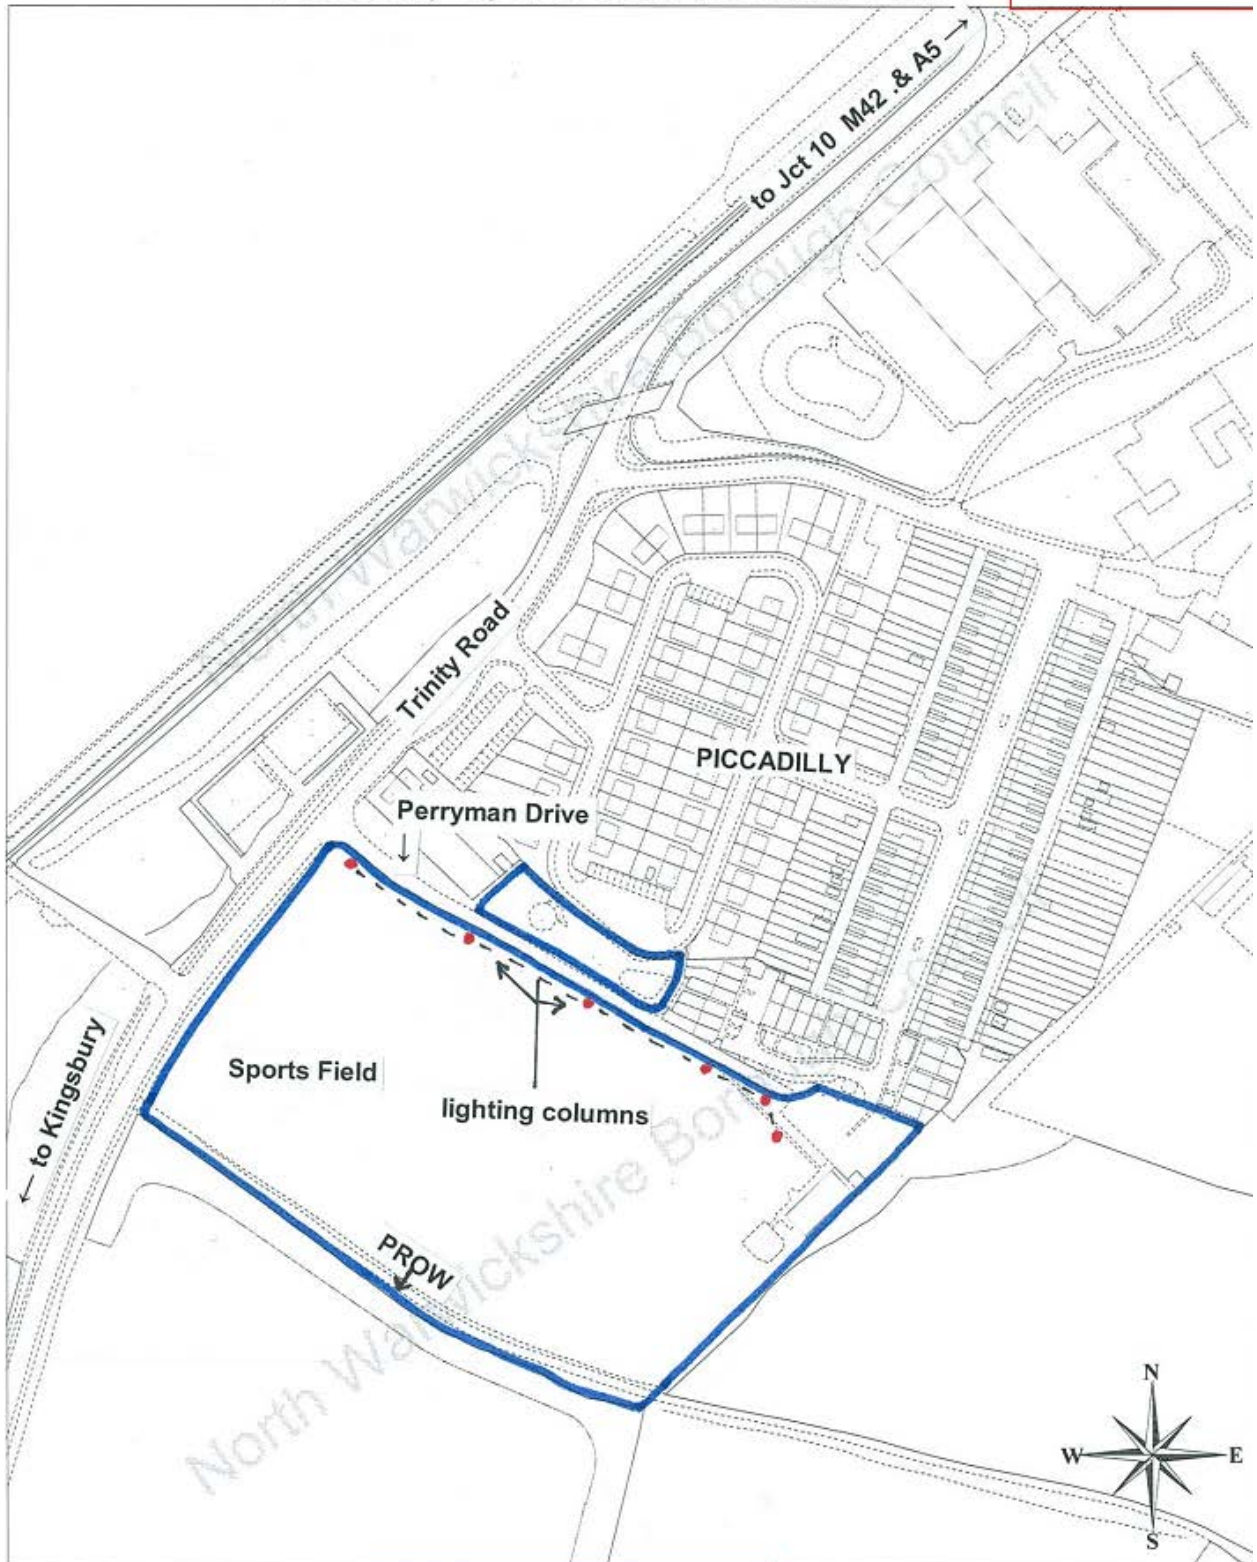 to Jct 10 M42 .& A5 →
North Warwickshire Borough Council
Trinity Road
PICCADILLY
Perryman Drive
Sports Field
lighting columns
← to Kingsbury
PROW
North Warwickshire Borough Council
N
W
E
S